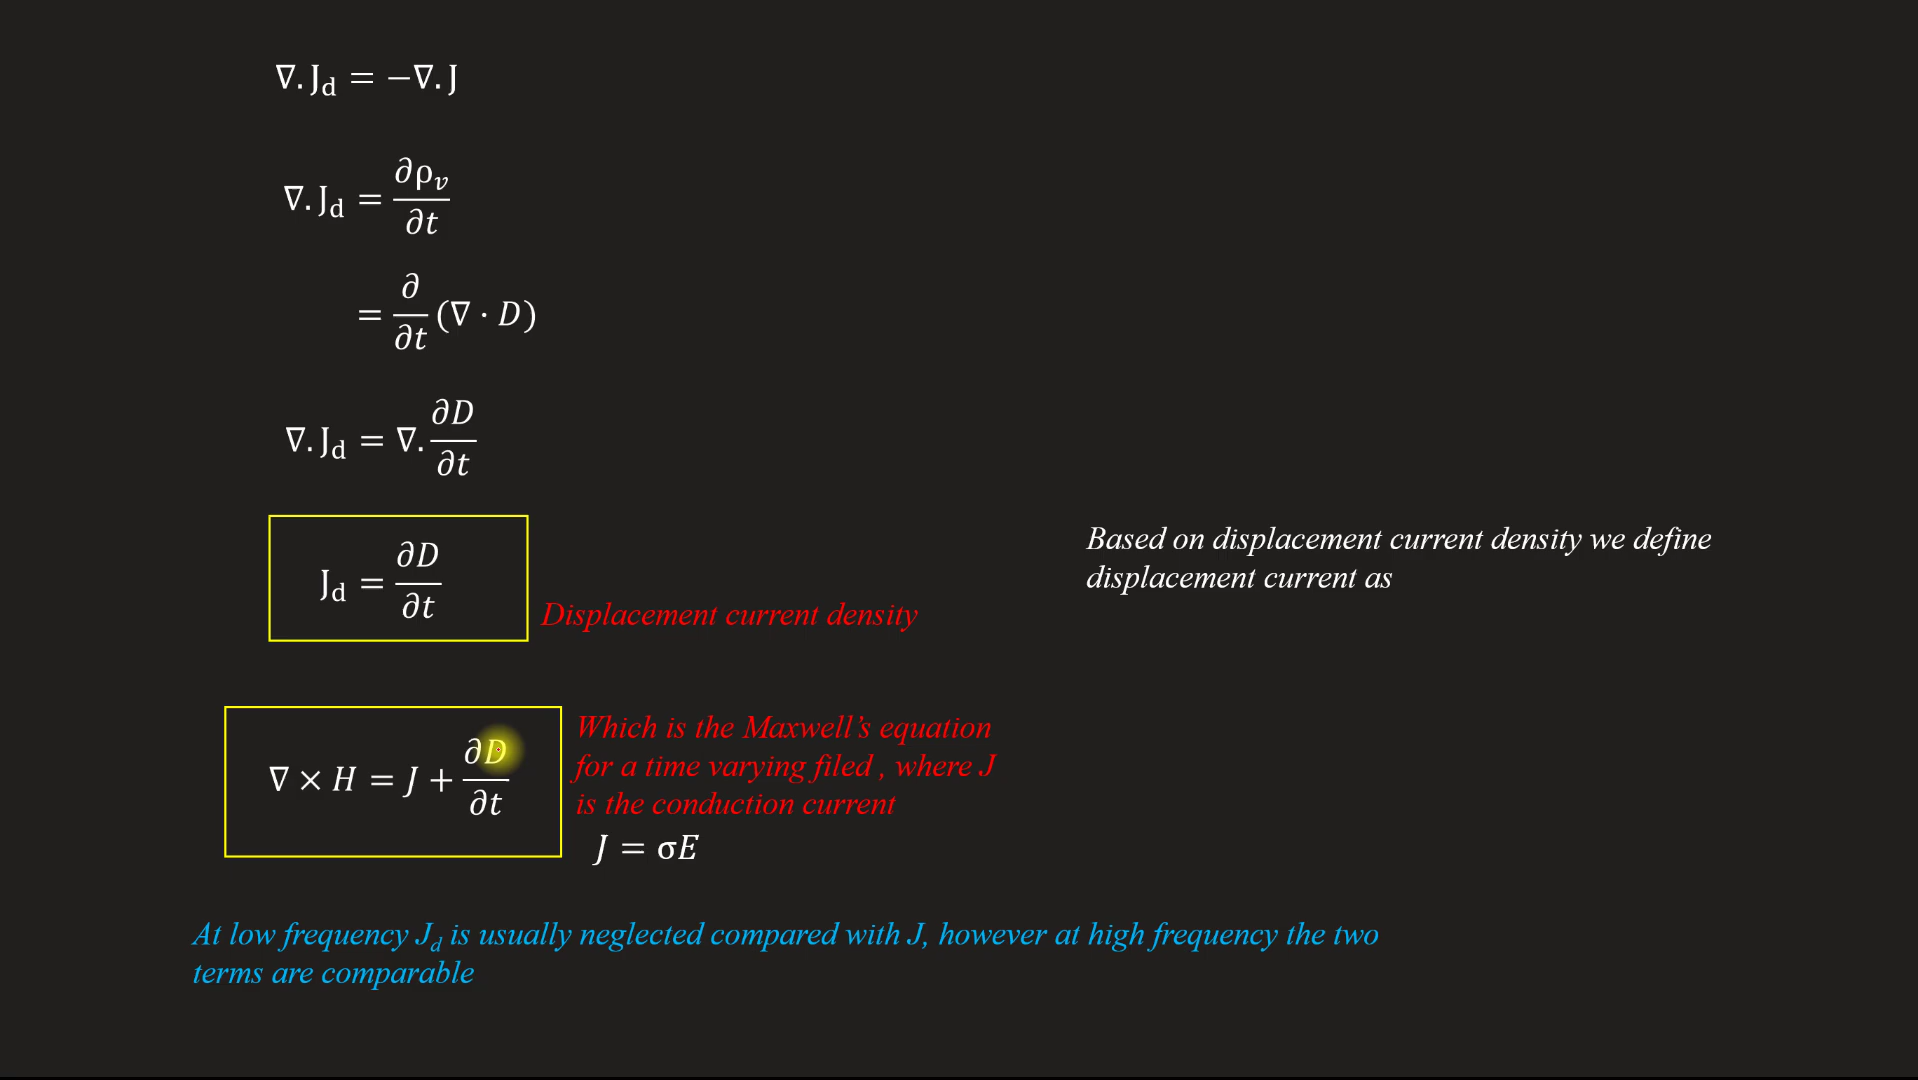 ∇. J_d = −∇. J
∇. J_d = ∂ρ_v/∂t
= ∂/∂t (∇ · D)
∇. J_d = ∇. ∂D/∂t
J_d = ∂D/∂t
Displacement current density
Based on displacement current density we define
displacement current as
∇ × H = J + ∂D/∂t
Which is the Maxwell’s equation
for a time varying filed , where J
is the conduction current
J = σE
At low frequency J_d is usually neglected compared with J, however at high frequency the two
terms are comparable